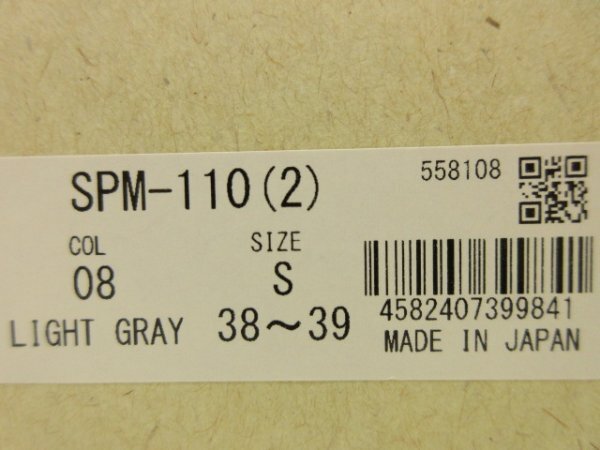 SPM-110(2)
558108
COL
SIZE
08
S
4582407399841
LIGHT GRAY
38～39
MADE IN JAPAN